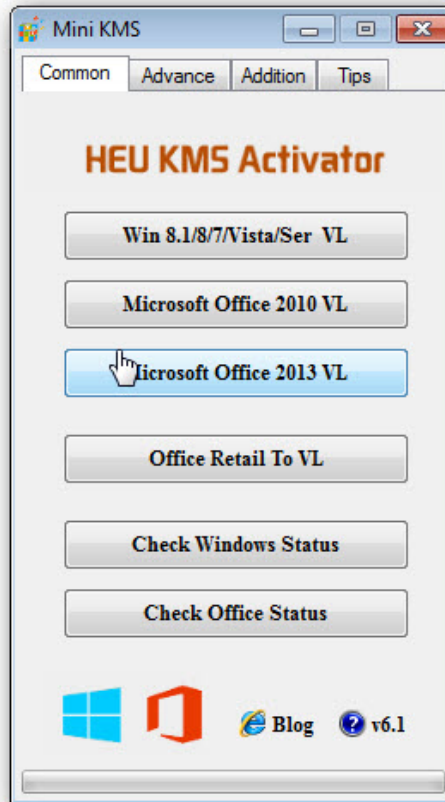 Mini KMS
Common Advance Addition Tips
HEU KMS Activator
Win 8.1/8/7/Vista/Ser VL
Microsoft Office 2010 VL
Microsoft Office 2013 VL
Office Retail To VL
Check Windows Status
Check Office Status
Blog v6.1